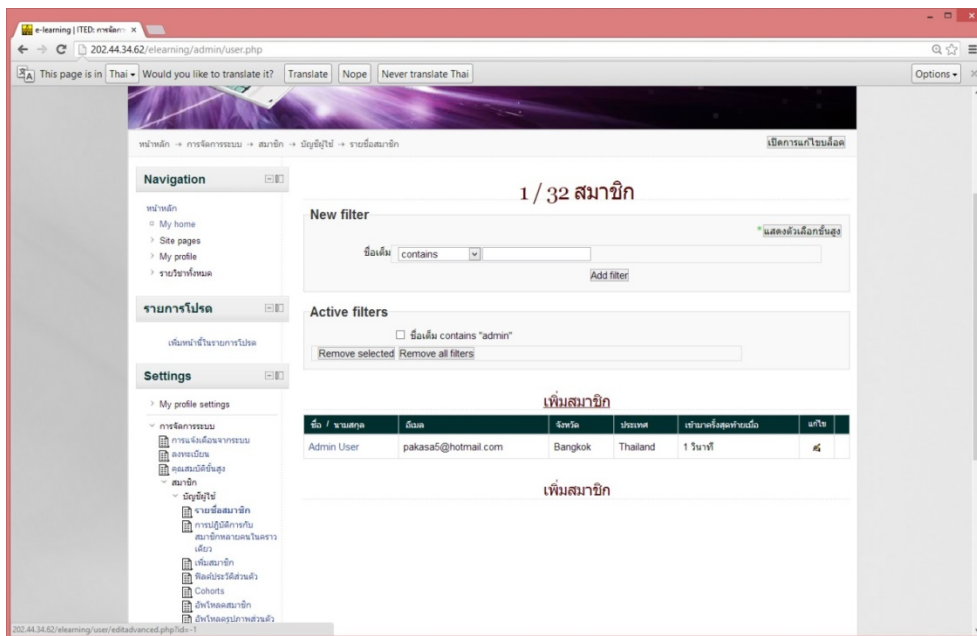 e-learning | ITED: การจัดกา
202.44.34.62/elearning/admin/user.php
This page is in Thai Would you like to translate it? Translate Nope Never translate Thai Options
หน้าหลัก → การจัดการระบบ → สมาชิก → บัญชีผู้ใช้ → รายชื่อสมาชิก
เปิดการแก้ไขบล็อค
Navigation
หน้าหลัก
My home
Site pages
My profile
รายวิชาทั้งหมด
รายการโปรด
เพิ่มหน้านี้ในรายการโปรด
Settings
My profile settings
การจัดการระบบ
การแจ้งเตือนจากระบบ
ลงทะเบียน
คุณสมบัติขั้นสูง
สมาชิก
บัญชีผู้ใช้
รายชื่อสมาชิก
การปฏิบัติการกับ
สมาชิกหลายคนในคราว
เดียว
เพิ่มสมาชิก
ฟิลด์ประวัติส่วนตัว
Cohorts
อัพโหลดสมาชิก
อัพโหลดรูปภาพส่วนตัว
1 / 32 สมาชิก
New filter
* แสดงตัวเลือกขั้นสูง
ชื่อเต็ม contains
Add filter
Active filters
ชื่อเต็ม contains "admin"
Remove selected Remove all filters
เพิ่มสมาชิก
ชื่อ / นามสกุล อีเมล จังหวัด ประเทศ เข้ามาครั้งสุดท้ายเมื่อ แก้ไข
Admin User pakasa5@hotmail.com Bangkok Thailand 1 วินาที
เพิ่มสมาชิก
202.44.34.62/elearning/user/editadvanced.php?id=-1